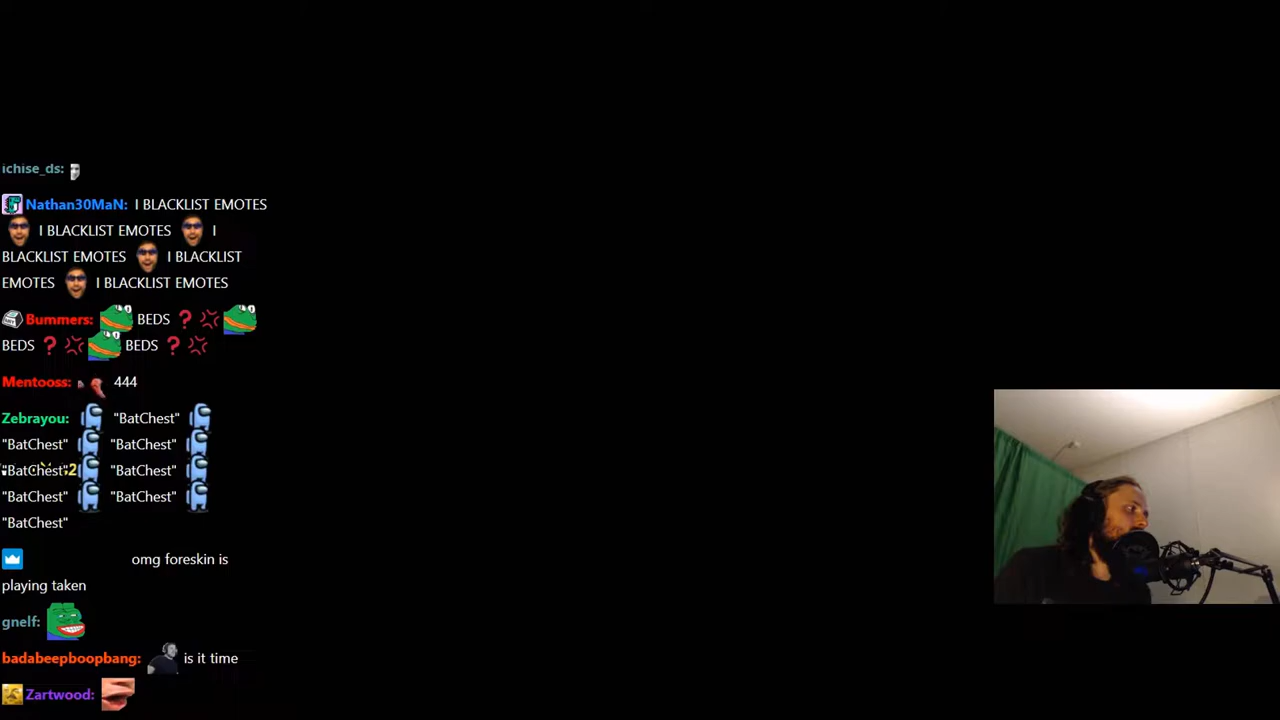 ichise_ds:
Nathan30MaN: I BLACKLIST EMOTES
I BLACKLIST EMOTES I
BLACKLIST EMOTES I BLACKLIST
EMOTES I BLACKLIST EMOTES
Bummers: BEDS ❓ 💢
BEDS ❓ 💢 BEDS ❓ 💢
Mentooss: 444
Zebrayou: "BatChest"
"BatChest" "BatChest"
"BatChest" "BatChest"
"BatChest" "BatChest"
"BatChest"
omg foreskin is
playing taken
gnelf:
badabeepboopbang: is it time
Zartwood: